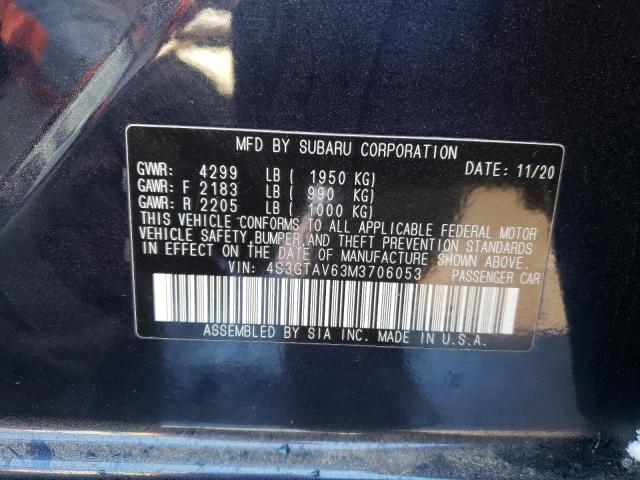 MFD BY SUBARU CORPORATION
GVWR: 4299 LB ( 1950 KG) DATE: 11/20
GAWR: F 2183 LB ( 990 KG)
GAWR: R 2205 LB ( 1000 KG)
THIS VEHICLE CONFORMS TO ALL APPLICABLE FEDERAL MOTOR
VEHICLE SAFETY, BUMPER, AND THEFT PREVENTION STANDARDS
IN EFFECT ON THE DATE OF MANUFACTURE SHOWN ABOVE.
VIN: 4S3GTAV63M3706053 PASSENGER CAR
ASSEMBLED BY SIA INC. MADE IN U.S.A.